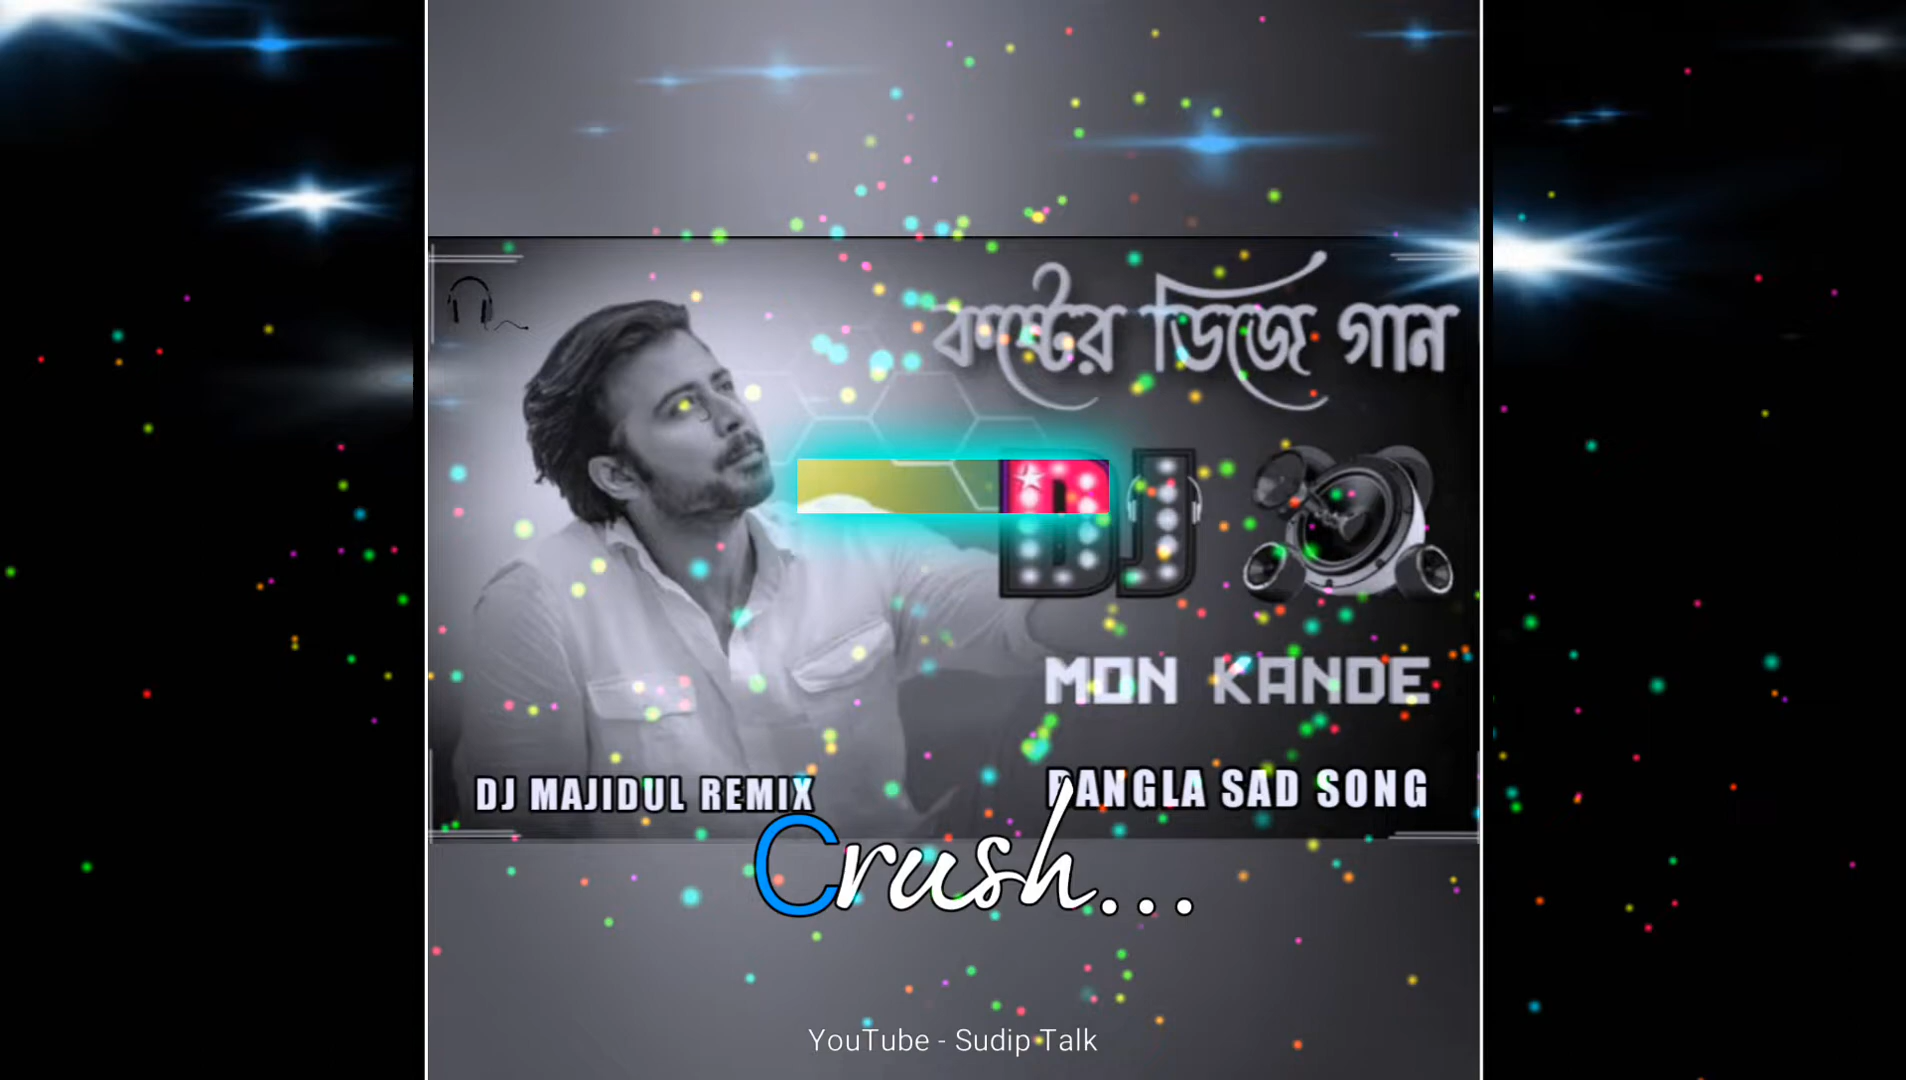 কষ্টের ডিজে গান
DJ
MON KANDE
DJ MAJIDUL REMIX
BANGLA SAD SONG
Crush...
YouTube - Sudip Talk